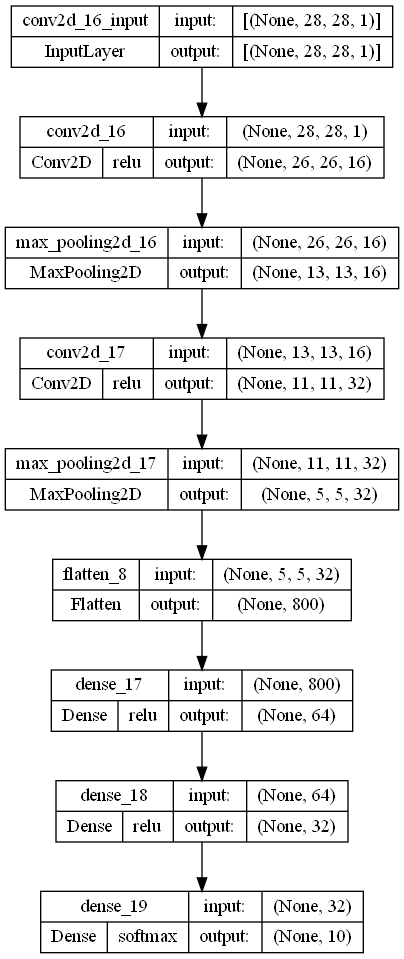 conv2d_16_input input: [(None, 28, 28, 1)]
InputLayer output: [(None, 28, 28, 1)]
conv2d_16 input: (None, 28, 28, 1)
Conv2D relu output: (None, 26, 26, 16)
max_pooling2d_16 input: (None, 26, 26, 16)
MaxPooling2D output: (None, 13, 13, 16)
conv2d_17 input: (None, 13, 13, 16)
Conv2D relu output: (None, 11, 11, 32)
max_pooling2d_17 input: (None, 11, 11, 32)
MaxPooling2D output: (None, 5, 5, 32)
flatten_8 input: (None, 5, 5, 32)
Flatten output: (None, 800)
dense_17 input: (None, 800)
Dense relu output: (None, 64)
dense_18 input: (None, 64)
Dense relu output: (None, 32)
dense_19 input: (None, 32)
Dense softmax output: (None, 10)